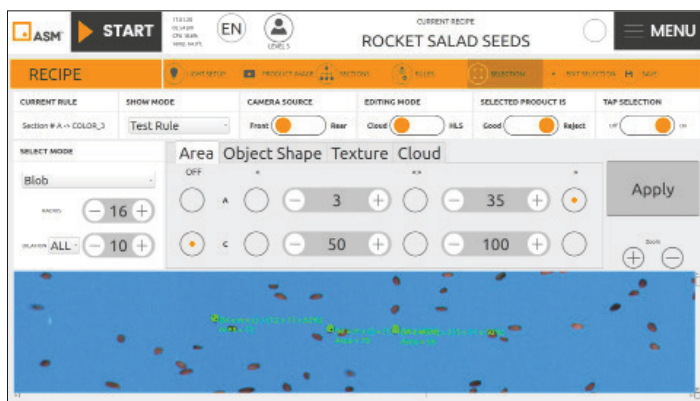 ASM
START
EN
LEVEL 5
CURRENT RECIPE
ROCKET SALAD SEEDS
MENU
RECIPE
LIGHT SETUP
PRODUCT IMAGE
SECTIONS
RULES
SELECTION
EDIT SELECTION
SAVE
CURRENT RULE
SHOW MODE
CAMERA SOURCE
EDITING MODE
SELECTED PRODUCT IS
TAP SELECTION
Section # A -> COLOR_3
Test Rule
Front
Rear
Cloud
HLS
Good
Reject
OFF
ON
SELECT MODE
Blob
RADIUS
16
DILATION
ALL
10
Area
Object Shape
Texture
Cloud
OFF
<
<>
>
A
3
35
C
50
100
Apply
Zoom